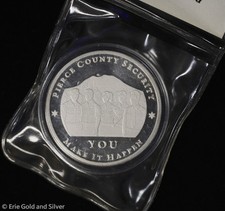 PIERCE COUNTY SECURITY
YOU
MAKE IT HAPPEN
© Erie Gold and Silver